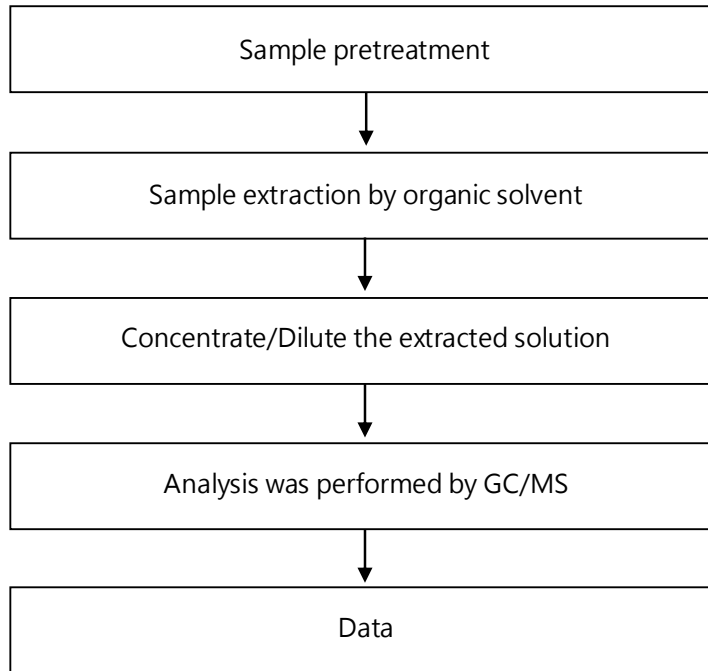 Sample pretreatment
Sample extraction by organic solvent
Concentrate/Dilute the extracted solution
Analysis was performed by GC/MS
Data